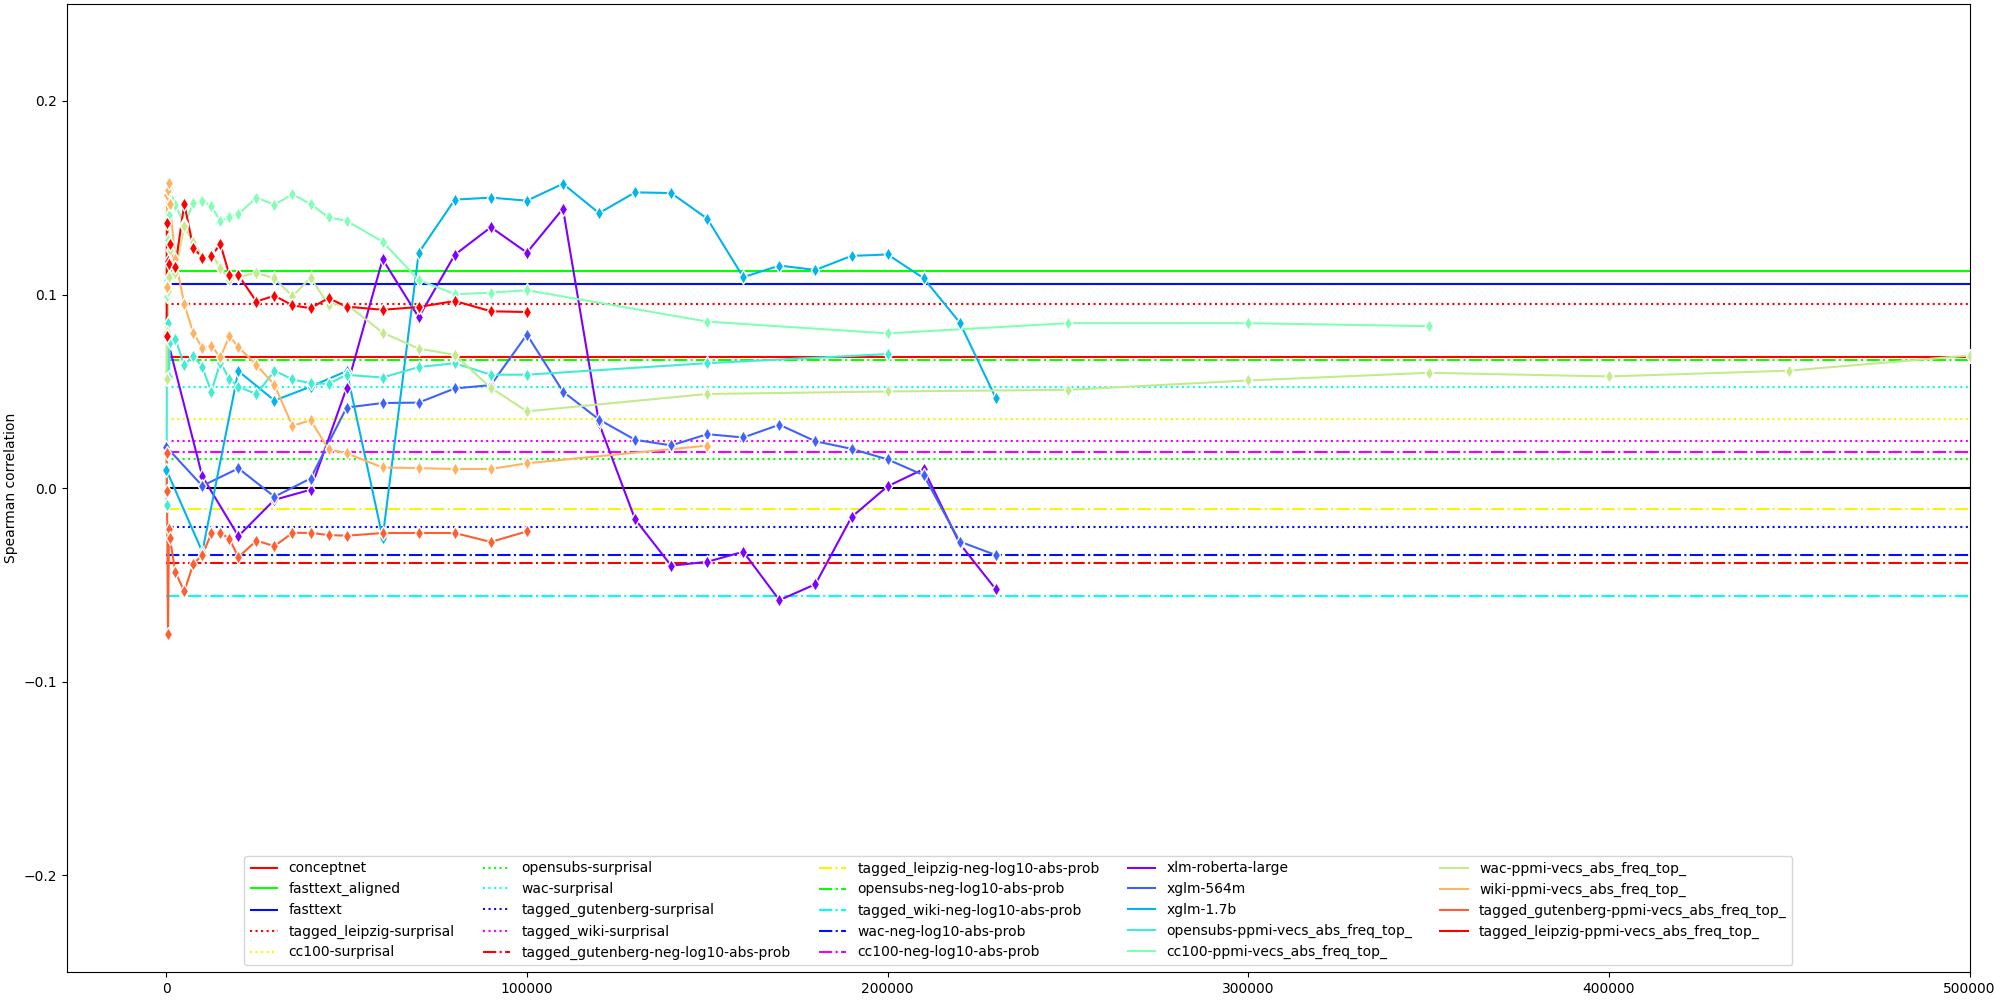 0.2
0.1
0.0
−0.1
−0.2
Spearman correlation
conceptnet
fasttext_aligned
fasttext
tagged_leipzig-surprisal
cc100-surprisal
opensubs-surprisal
wac-surprisal
tagged_gutenberg-surprisal
tagged_wiki-surprisal
tagged_gutenberg-neg-log10-abs-prob
tagged_leipzig-neg-log10-abs-prob
opensubs-neg-log10-abs-prob
tagged_wiki-neg-log10-abs-prob
wac-neg-log10-abs-prob
cc100-neg-log10-abs-prob
xlm-roberta-large
xglm-564m
xglm-1.7b
opensubs-ppmi-vecs_abs_freq_top_
cc100-ppmi-vecs_abs_freq_top_
wac-ppmi-vecs_abs_freq_top_
wiki-ppmi-vecs_abs_freq_top_
tagged_gutenberg-ppmi-vecs_abs_freq_top_
tagged_leipzig-ppmi-vecs_abs_freq_top_
0 100000 200000 300000 400000 500000